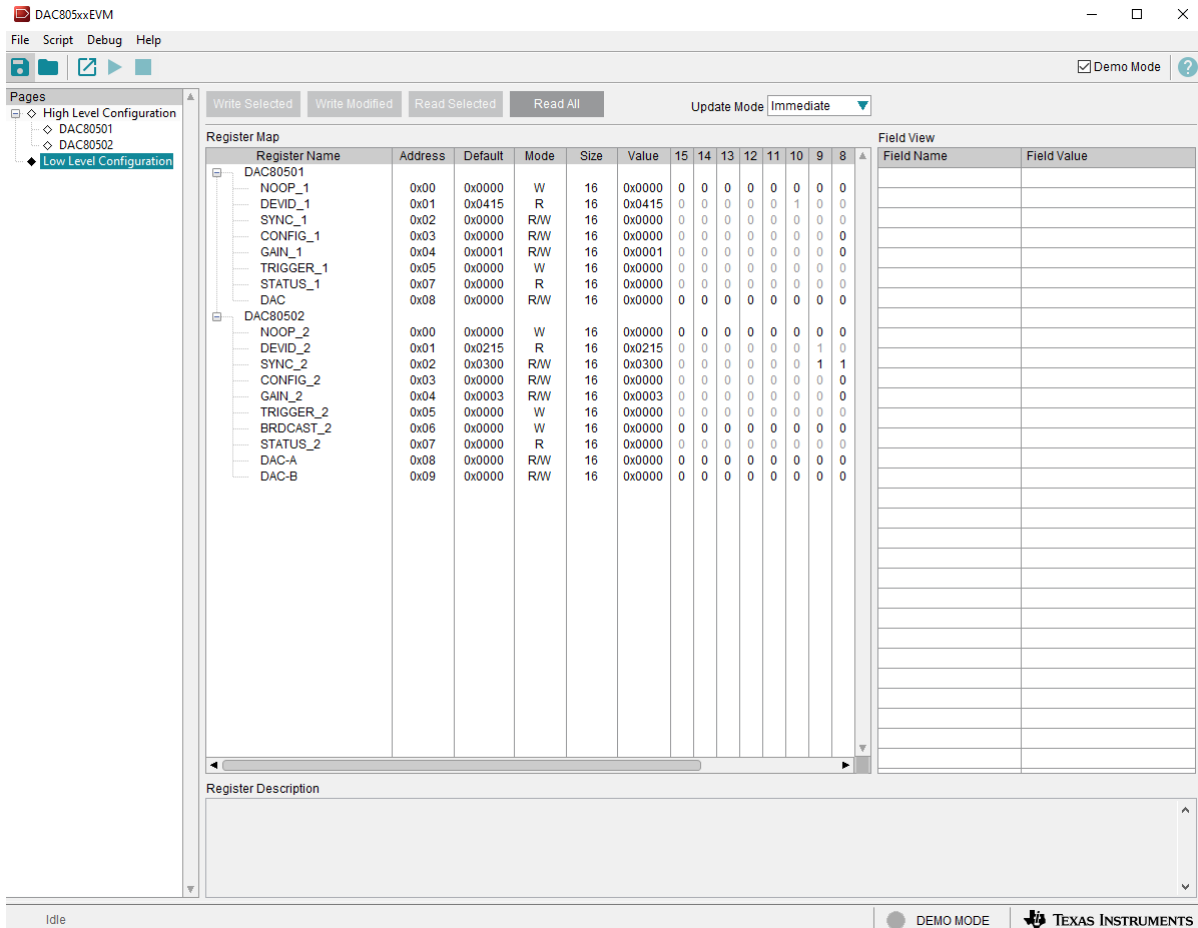 DAC805xxEVM
File Script Debug Help
Demo Mode ?
Pages
High Level Configuration
DAC80501
DAC80502
Low Level Configuration
Write Selected Write Modified Read Selected Read All Update Mode Immediate
Register Map
Register Name Address Default Mode Size Value 15 14 13 12 11 10 9 8
DAC80501
NOOP_1 0x00 0x0000 W 16 0x0000 0 0 0 0 0 0 0 0
DEVID_1 0x01 0x0415 R 16 0x0415 0 0 0 0 0 1 0 0
SYNC_1 0x02 0x0000 R/W 16 0x0000 0 0 0 0 0 0 0 0
CONFIG_1 0x03 0x0000 R/W 16 0x0000 0 0 0 0 0 0 0 0
GAIN_1 0x04 0x0001 R/W 16 0x0001 0 0 0 0 0 0 0 0
TRIGGER_1 0x05 0x0000 W 16 0x0000 0 0 0 0 0 0 0 0
STATUS_1 0x07 0x0000 R 16 0x0000 0 0 0 0 0 0 0 0
DAC 0x08 0x0000 R/W 16 0x0000 0 0 0 0 0 0 0 0
DAC80502
NOOP_2 0x00 0x0000 W 16 0x0000 0 0 0 0 0 0 0 0
DEVID_2 0x01 0x0215 R 16 0x0215 0 0 0 0 0 0 1 0
SYNC_2 0x02 0x0300 R/W 16 0x0300 0 0 0 0 0 0 1 1
CONFIG_2 0x03 0x0000 R/W 16 0x0000 0 0 0 0 0 0 0 0
GAIN_2 0x04 0x0003 R/W 16 0x0003 0 0 0 0 0 0 0 0
TRIGGER_2 0x05 0x0000 W 16 0x0000 0 0 0 0 0 0 0 0
BRDCAST_2 0x06 0x0000 W 16 0x0000 0 0 0 0 0 0 0 0
STATUS_2 0x07 0x0000 R 16 0x0000 0 0 0 0 0 0 0 0
DAC-A 0x08 0x0000 R/W 16 0x0000 0 0 0 0 0 0 0 0
DAC-B 0x09 0x0000 R/W 16 0x0000 0 0 0 0 0 0 0 0
Field View
Field Name Field Value
Register Description
Idle DEMO MODE TEXAS INSTRUMENTS